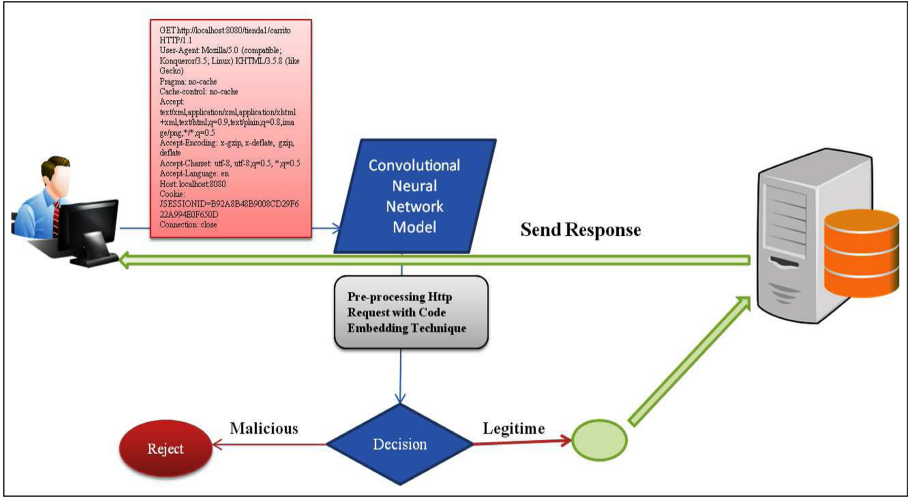 GET http://localhost:8080/tienda1/carrito
HTTP/1.1
User-Agent: Mozilla/5.0 (compatible;
Konqueror/3.5; Linux) KHTML/3.5.8 (like
Gecko)
Pragma: no-cache
Cache-control: no-cache
Accept:
text/xml,application/xml,application/xhtml
+xml,text/html;q=0.9,text/plain;q=0.8,ima
ge/png,*/*;q=0.5
Accept-Encoding: x-gzip, x-deflate, gzip,
deflate
Accept-Charset: utf-8, utf-8;q=0.5, *;q=0.5
Accept-Language: en
Host: localhost:8080
Cookie:
JSESSIONID=B92A8B48B9008CD29F6
22A994E0F650D
Connection: close
Convolutional
Neural
Network
Model
Send Response
Pre-processing Http
Request with Code
Embedding Technique
Malicious
Legitime
Reject
Decision